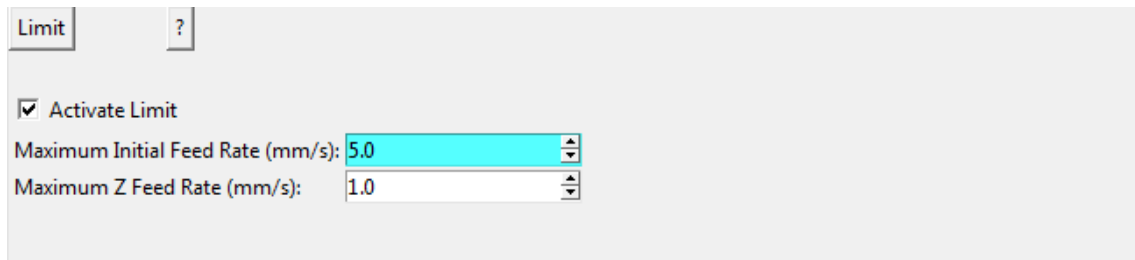 Limit ?
Activate Limit
Maximum Initial Feed Rate (mm/s): 5.0
Maximum Z Feed Rate (mm/s): 1.0